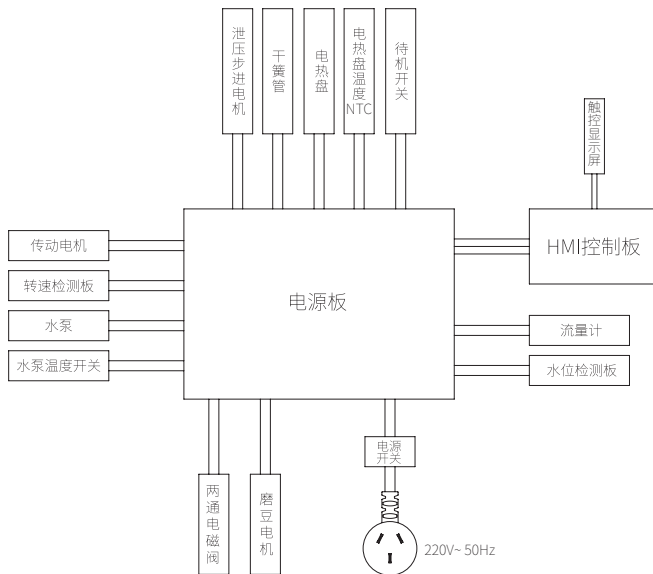 泄压步进电机
干簧管
电热盘
电热盘温度NTC
待机开关
触控显示屏
传动电机
转速检测板
水泵
水泵温度开关
电源板
HMI控制板
流量计
水位检测板
两通电磁阀
磨豆电机
电源
开关
220V~ 50Hz